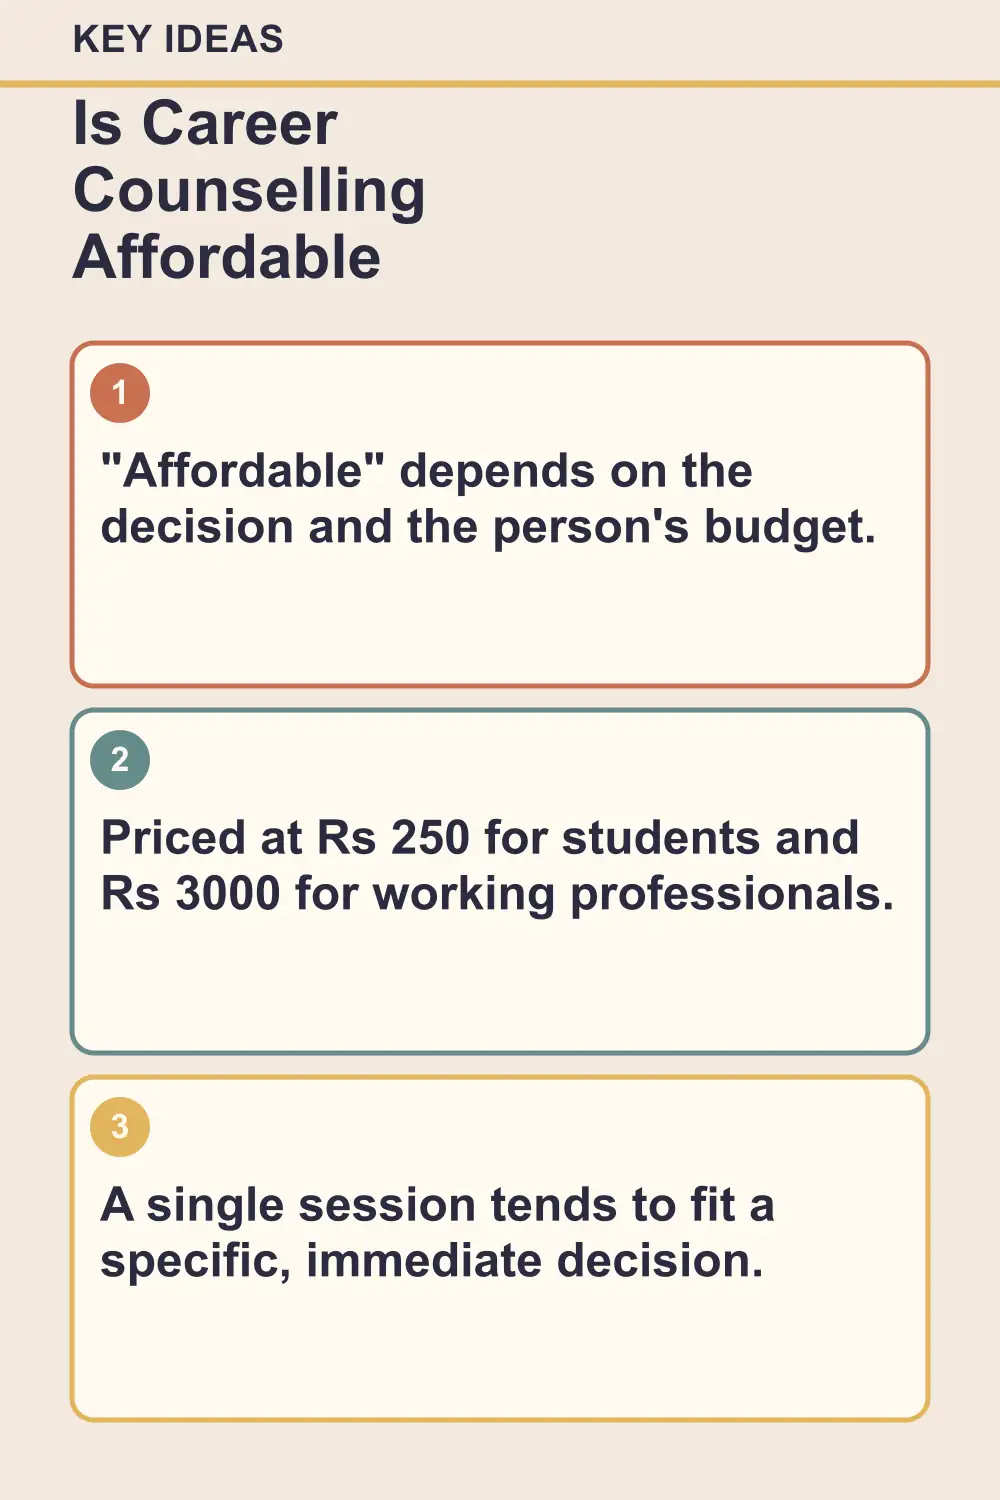 KEY IDEAS
Is Career
Counselling
Affordable
1
"Affordable" depends on the
decision and the person's budget.
2
Priced at Rs 250 for students and
Rs 3000 for working professionals.
3
A single session tends to fit a
specific, immediate decision.